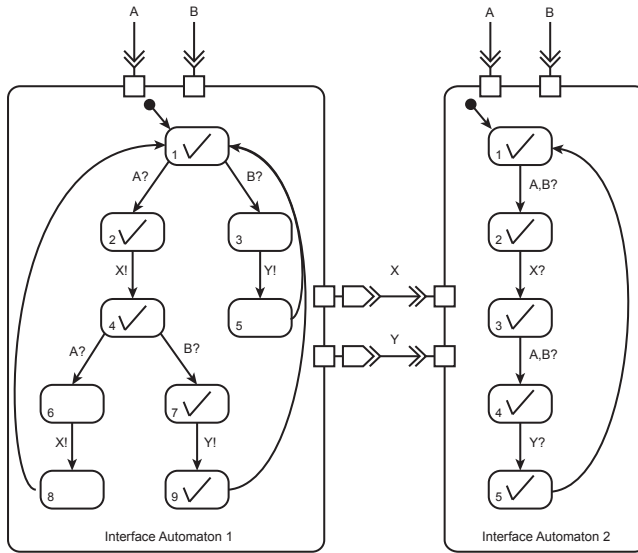 A
B
A
B
1
A?
B?
2
3
X!
Y!
4
5
A?
B?
6
7
X!
Y!
8
9
Interface Automaton 1
X
Y
1
A,B?
2
X?
3
A,B?
4
Y?
5
Interface Automaton 2